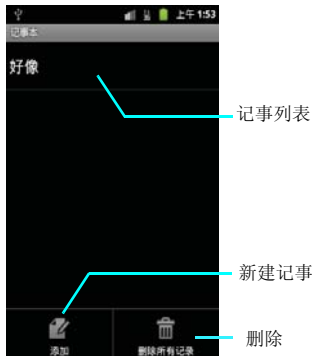 上午 1:53
记事本
好像
记事列表
新建记事
添加
删除所有记录
删除